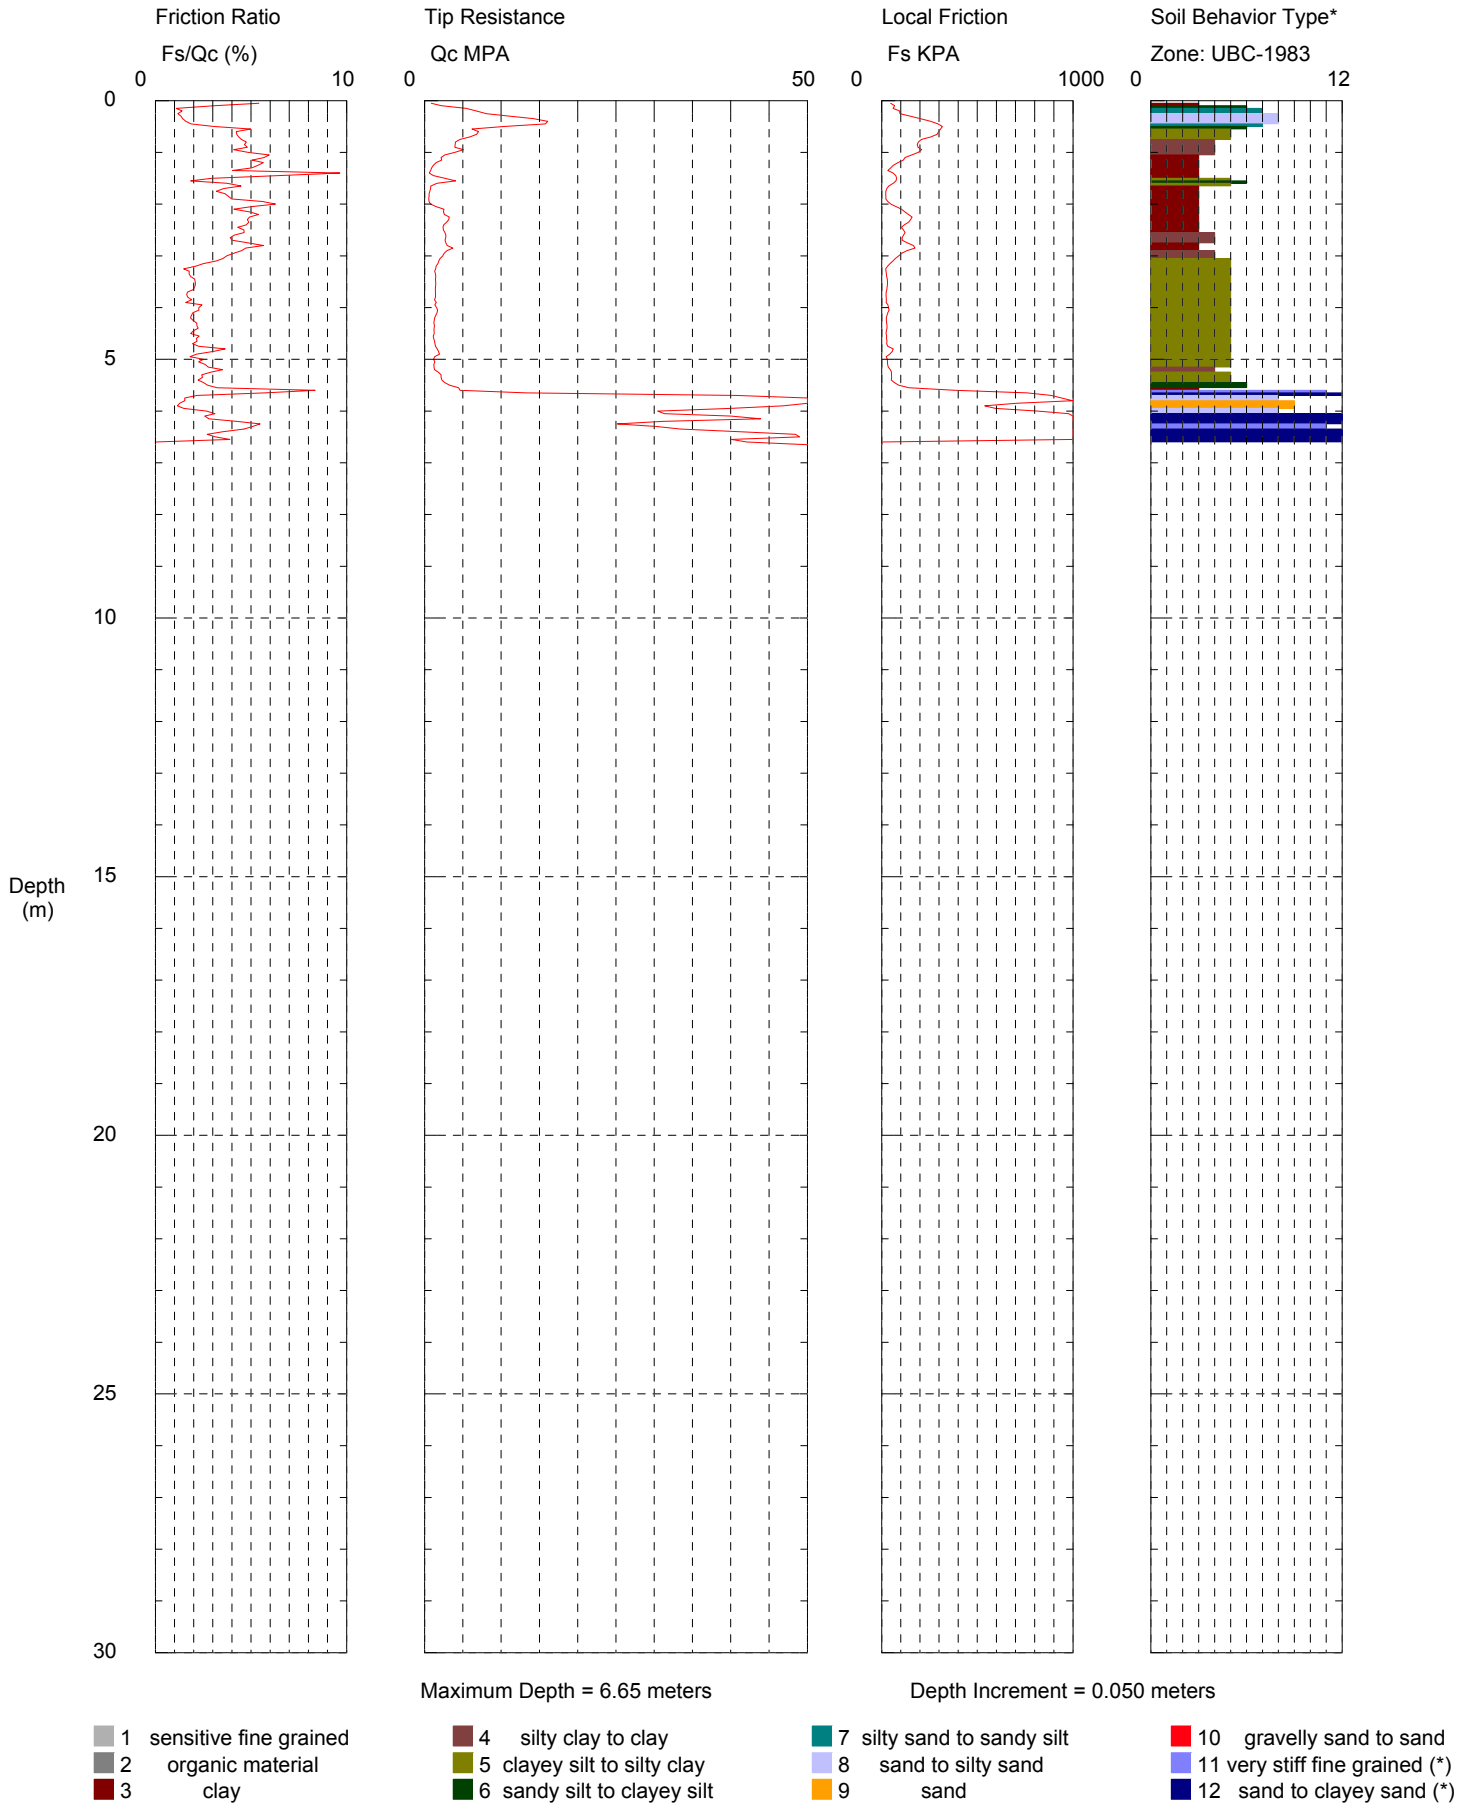 Friction Ratio
Tip Resistance
Local Friction
Soil Behavior Type*
Fs/Qc (%)
Qc MPA
Fs KPA
Zone: UBC-1983
0 10
0 50
0 1000
0 12
0
5
10
15
20
25
30
Depth
(m)
Maximum Depth = 6.65 meters
Depth Increment = 0.050 meters
1 sensitive fine grained
2 organic material
3 clay
4 silty clay to clay
5 clayey silt to silty clay
6 sandy silt to clayey silt
7 silty sand to sandy silt
8 sand to silty sand
9 sand
10 gravelly sand to sand
11 very stiff fine grained (*)
12 sand to clayey sand (*)